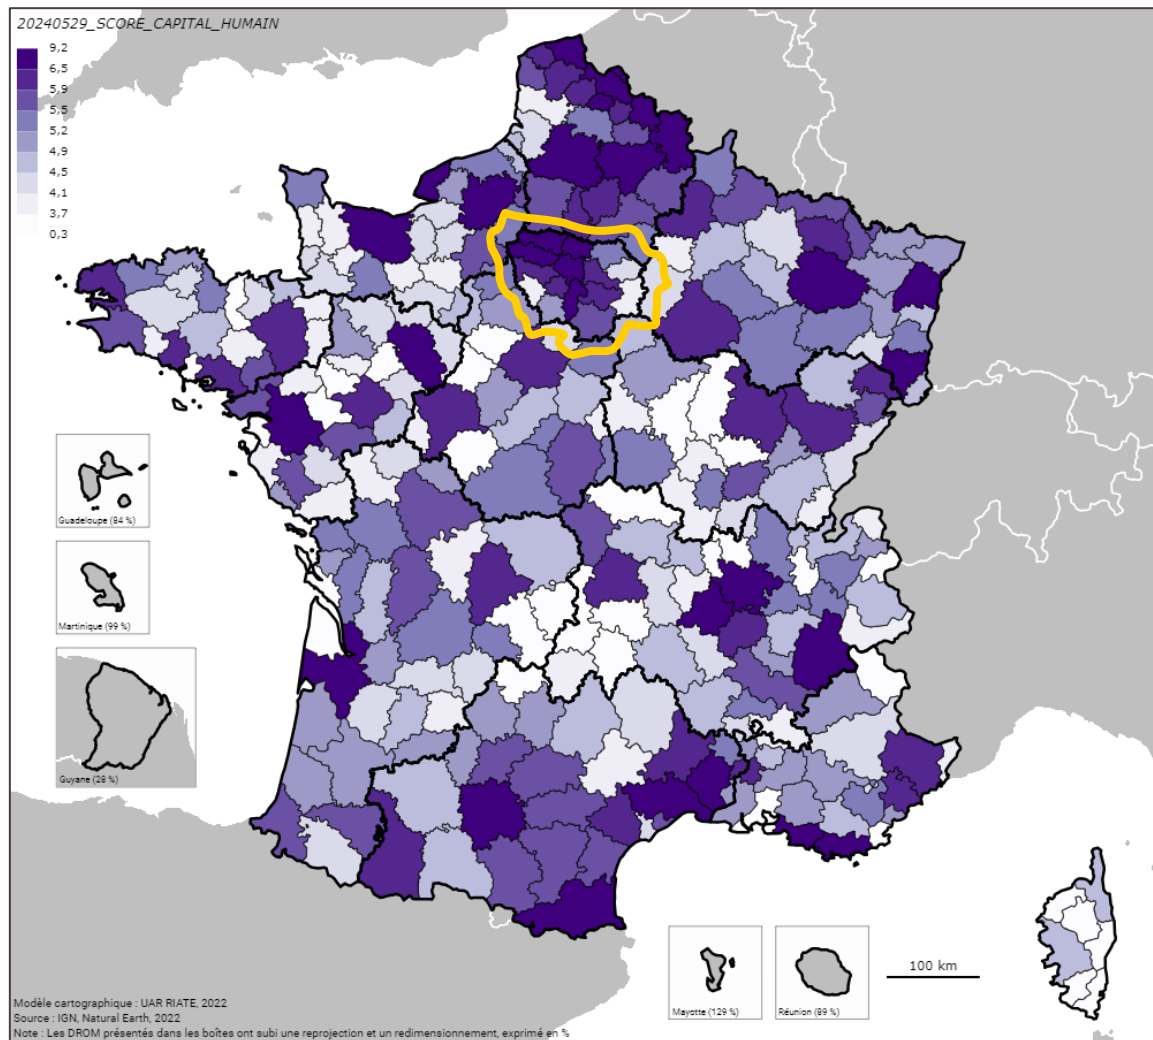 20240529_SCORE_CAPITAL_HUMAIN
9,2
6,5
5,9
5,5
5,2
4,9
4,5
4,1
3,7
0,3
Guadeloupe (84 %)
Martinique (99 %)
Guyane (28 %)
Mayotte (129 %)
Réunion (89 %)
100 km
Modèle cartographique : UAR RIATE, 2022
Source : IGN, Natural Earth, 2022
Note : Les DROM présentés dans les boîtes ont subi une reprojection et un redimensionnement, exprimé en %